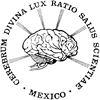 · CEREBRUM DIVINA LUX RATIO SALUS SCIENTIAE ·
MEXICO